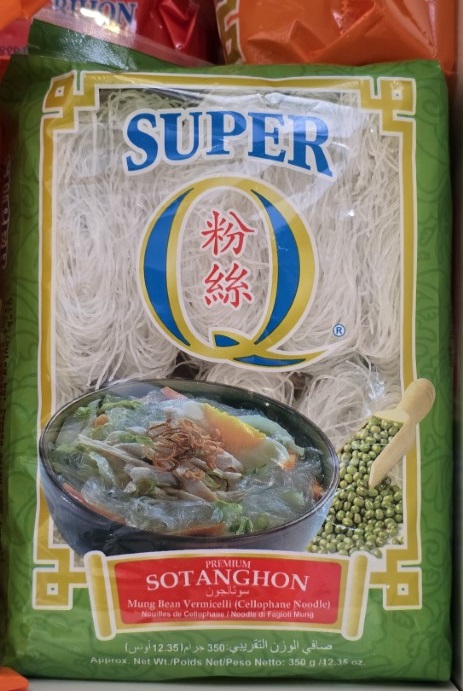 RIHON
SUPER
Q
粉
絲
®
PREMIUM
SOTANGHON
سوتانجون
Mung Bean Vermicelli (Cellophane Noodle)
Nouilles de Cellophane / Noodle di Fagioli Mung
صافي الوزن التقريبي: 350 جرام (12.35 أونس)
Approx. Net Wt./Poids Net/Peso Netto: 350 g /12.35 oz.